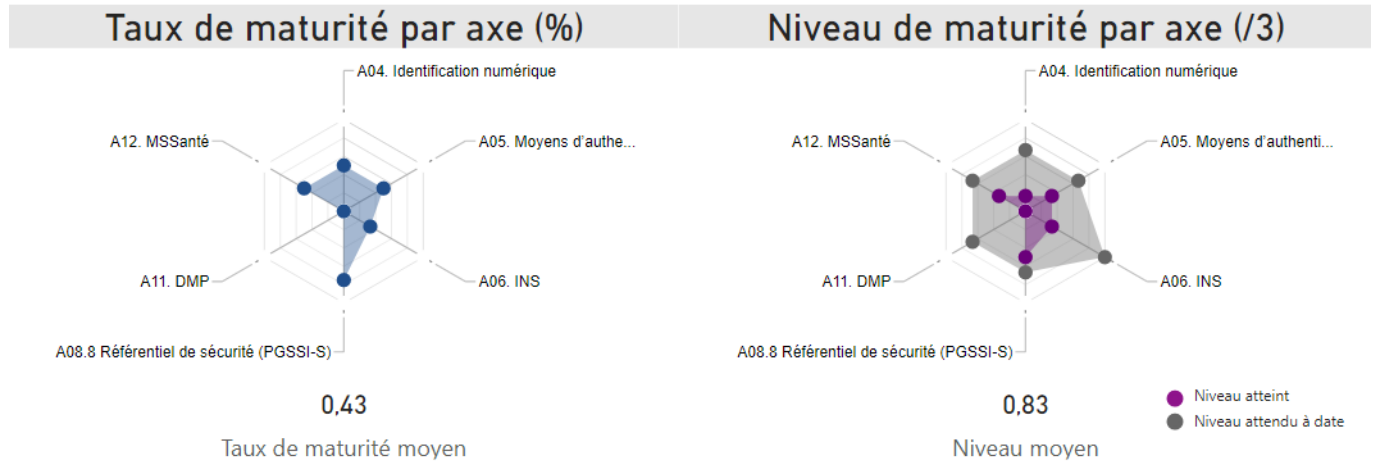 Taux de maturité par axe (%)
A04. Identification numérique
A12. MSSanté
A05. Moyens d'authe...
A11. DMP
A06. INS
A08.8 Référentiel de sécurité (PGSSI-S)
0,43
Taux de maturité moyen
Niveau de maturité par axe (/3)
A04. Identification numérique
A12. MSSanté
A05. Moyens d'authenti...
A11. DMP
A06. INS
A08.8 Référentiel de sécurité (PGSSI-S)
0,83
Niveau moyen
Niveau atteint
Niveau attendu à date